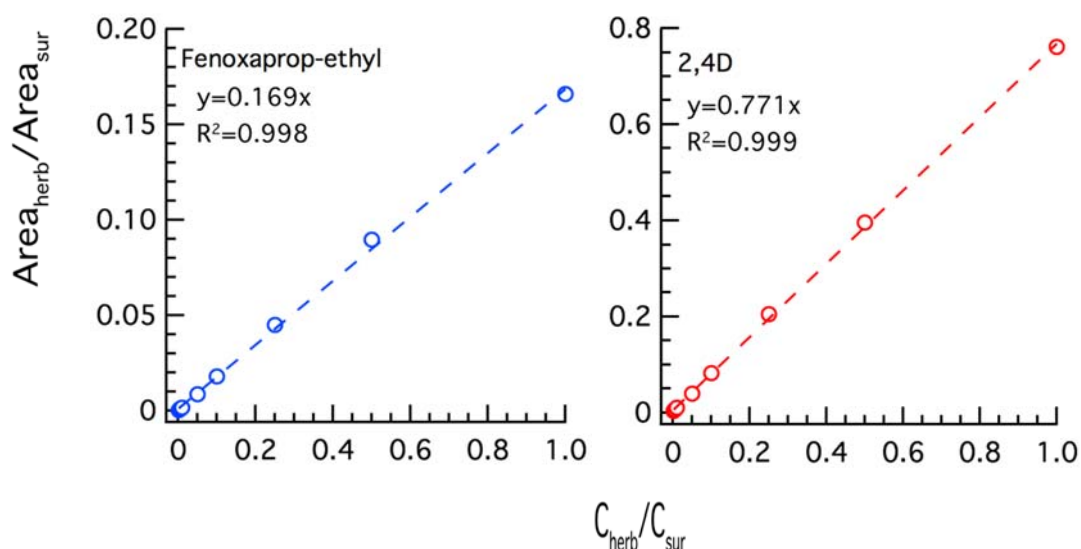 Area_herb/Area_sur
0.20
0.15
0.10
0.05
0
Fenoxaprop-ethyl
y=0.169x
R²=0.998
0 0.2 0.4 0.6 0.8 1.0
0.8
0.6
0.4
0.2
0
2,4D
y=0.771x
R²=0.999
0 0.2 0.4 0.6 0.8 1.0
C_herb/C_sur